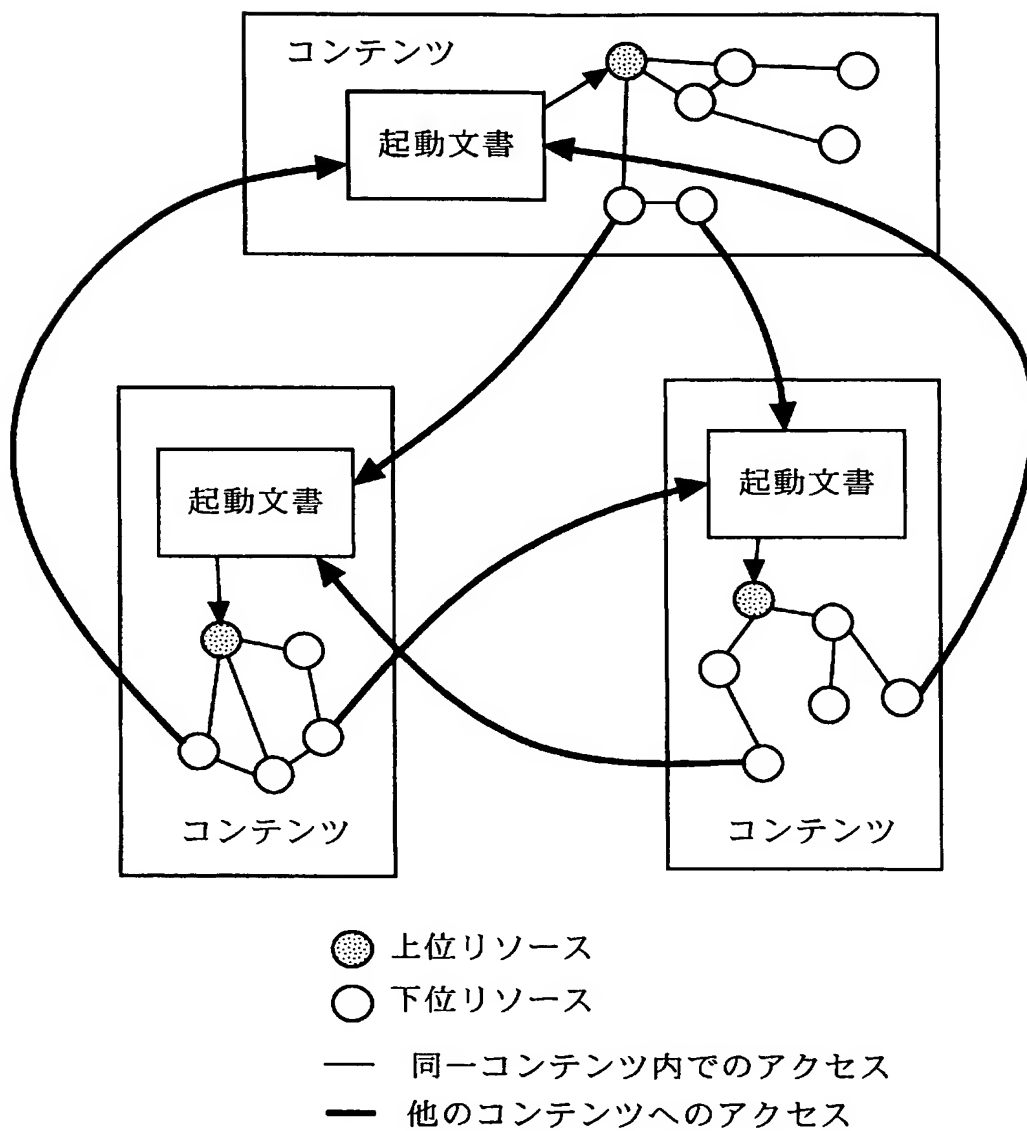 コンテンツ
起動文書
起動文書
起動文書
コンテンツ
コンテンツ
上位リソース
下位リソース
同一コンテンツ内でのアクセス
他のコンテンツへのアクセス